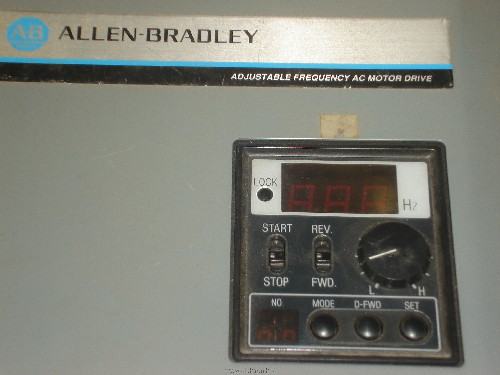 AB ALLEN-BRADLEY
ADJUSTABLE FREQUENCY AC MOTOR DRIVE
LOCK
Hz
START REV.
STOP FWD.
L H
NO. MODE D-FWD SET